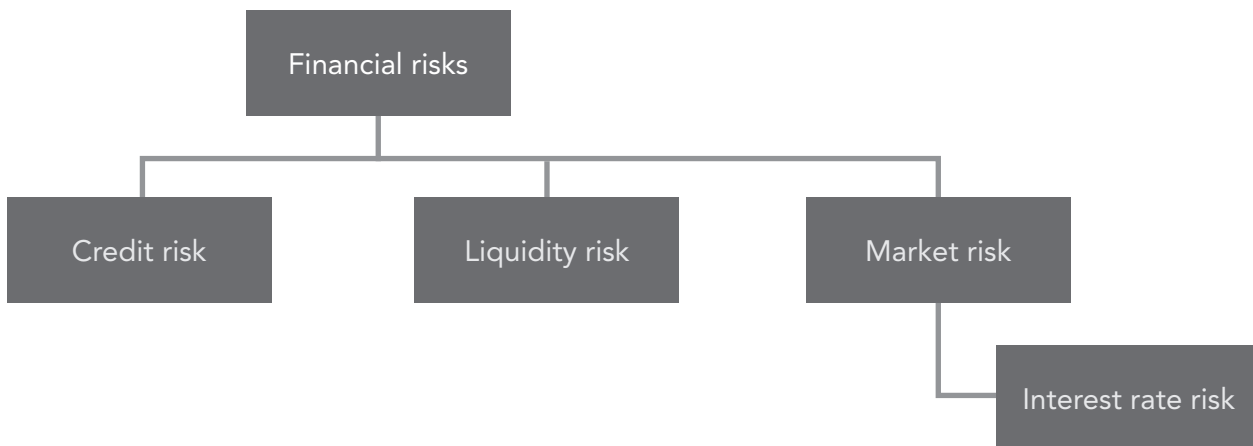 Financial risks
Credit risk
Liquidity risk
Market risk
Interest rate risk